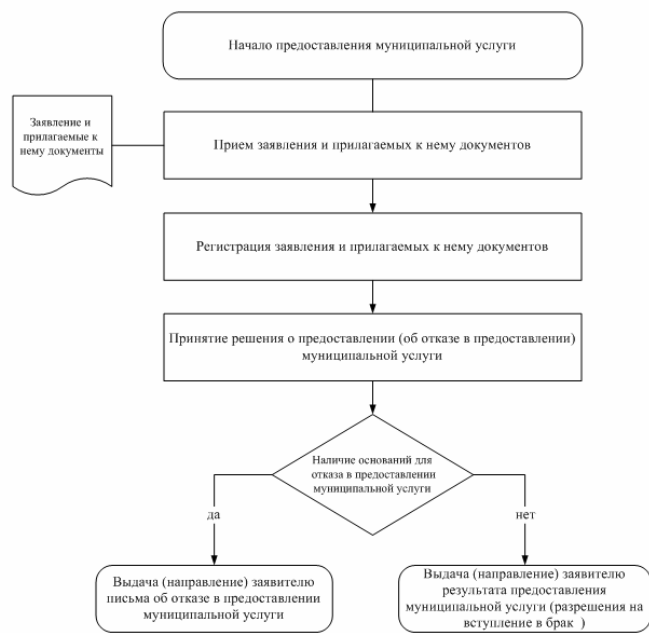 Начало предоставления муниципальной услуги
Заявление и
прилагаемые к
нему документы
Прием заявления и прилагаемых к нему документов
Регистрация заявления и прилагаемых к нему документов
Принятие решения о предоставлении (об отказе в предоставлении)
муниципальной услуги
Наличие оснований для
отказа в предоставлении
муниципальной услуги
да
нет
Выдача (направление) заявителю
письма об отказе в предоставлении
муниципальной услуги
Выдача (направление) заявителю
результата предоставления
муниципальной услуги (разрешения на
вступление в брак )